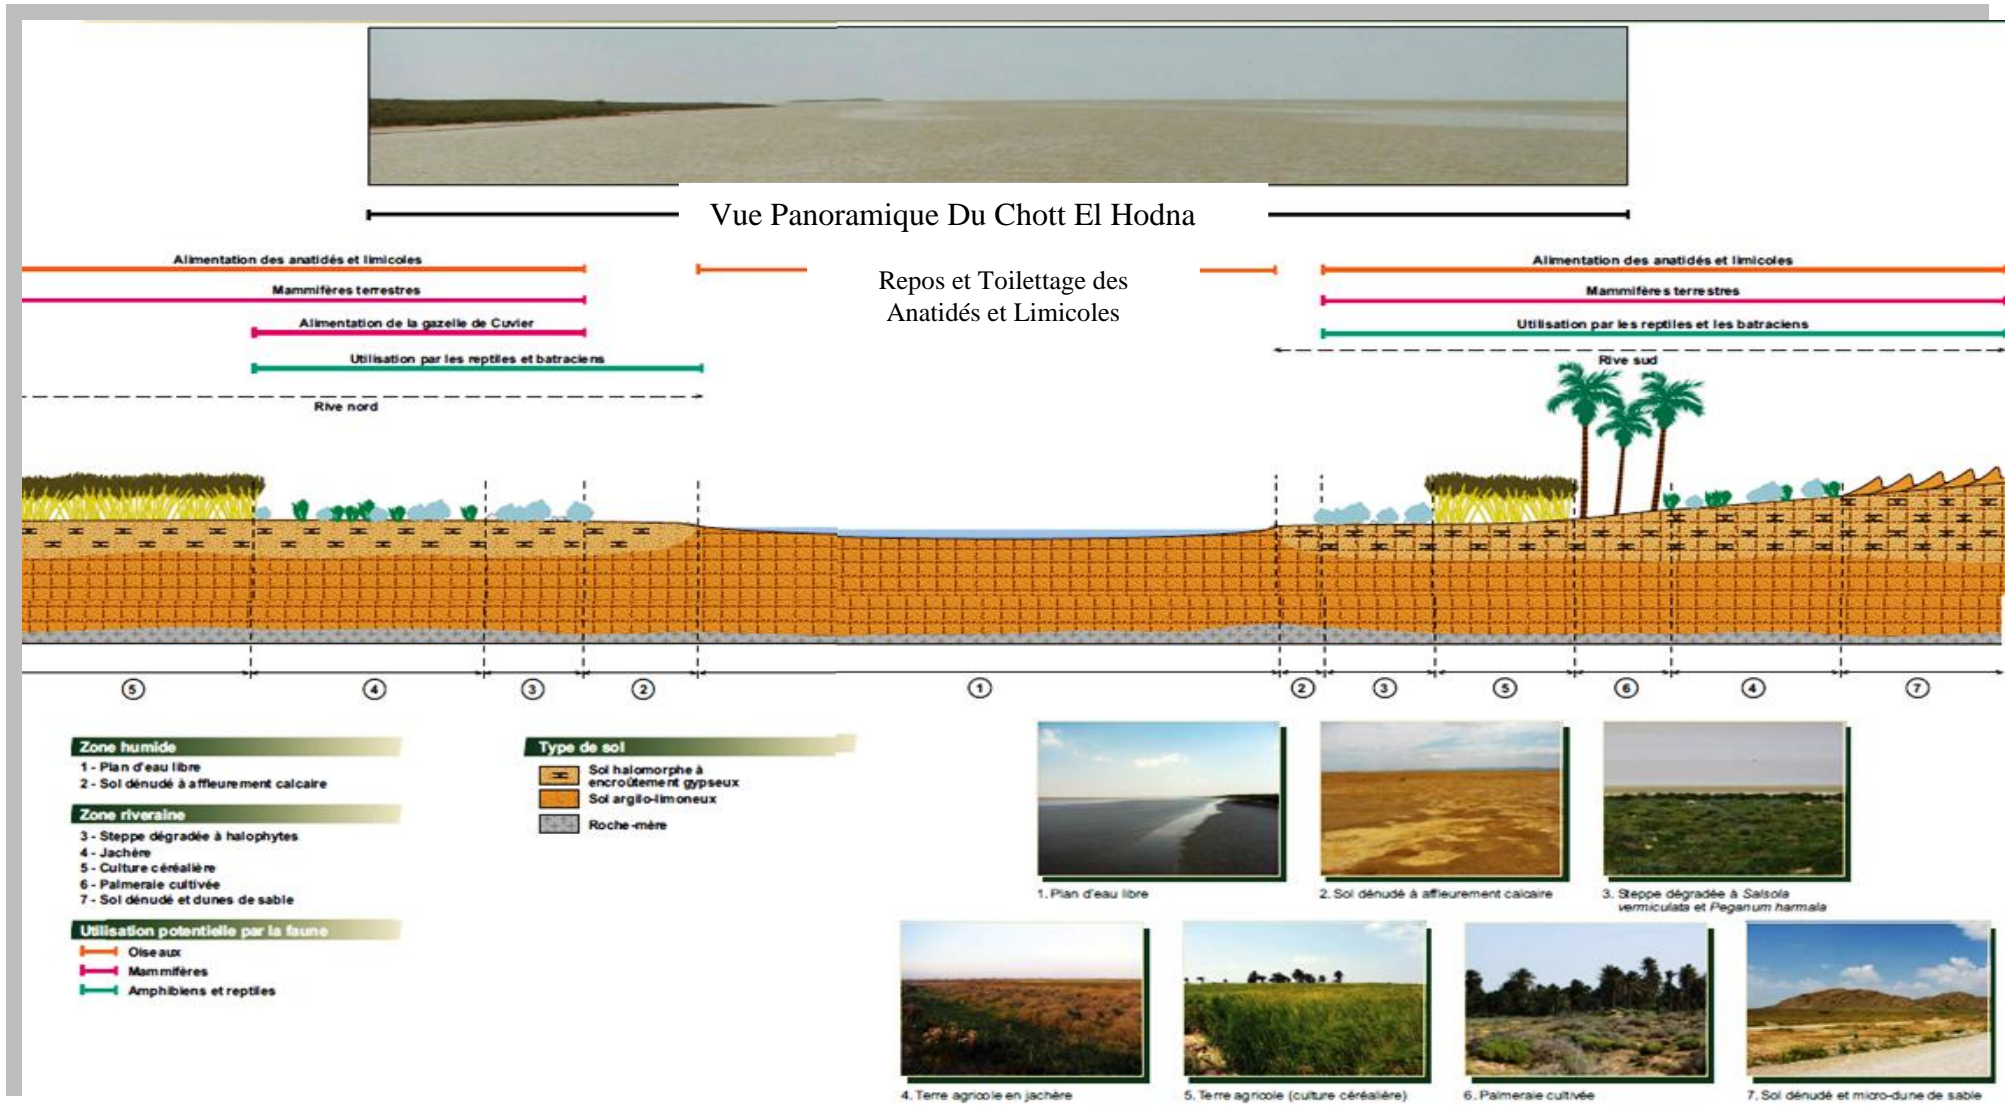 Vue Panoramique Du Chott El Hodna
Alimentation des anatidés et limicoles
Mammifères terrestres
Alimentation de la gazelle de Cuvier
Utilisation par les reptiles et batraciens
Rive nord
Repos et Toilettage des
Anatidés et Limicoles
Alimentation des anatidés et limicoles
Mammifères terrestres
Utilisation par les reptiles et les batraciens
Rive sud
5 4 3 2 1 2 3 5 6 4 7
Zone humide
1 - Plan d'eau libre
2 - Sol dénudé à affleurement calcaire
Zone riveraine
3 - Steppe dégradée à halophytes
4 - Jachère
5 - Culture céréalière
6 - Palmeraie cultivée
7 - Sol dénudé et dunes de sable
Utilisation potentielle par la faune
Oiseaux
Mammifères
Amphibiens et reptiles
Type de sol
Sol halomorphe à
encroûtement gypseux
Sol argilo-limoneux
Roche-mère
1. Plan d'eau libre
2. Sol dénudé à affleurement calcaire
3. Steppe dégradée à Salsola
vermiculata et Peganum harmala
4. Terre agricole en jachère
5. Terre agricole (culture céréalière)
6. Palmeraie cultivée
7. Sol dénudé et micro-dune de sable